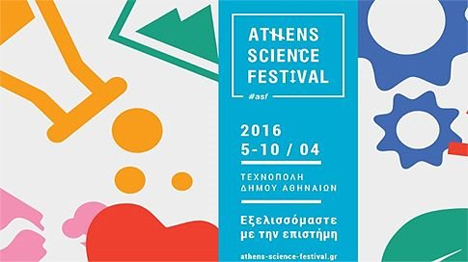 ATHENS
SCIENCE
FESTIVAL
#asf
2016
5-10 / 04
ΤΕΧΝΟΠΟΛΗ
ΔΗΜΟΥ ΑΘΗΝΑΙΩΝ
Εξελισσόμαστε
με την επιστήμη
athens-science-festival.gr